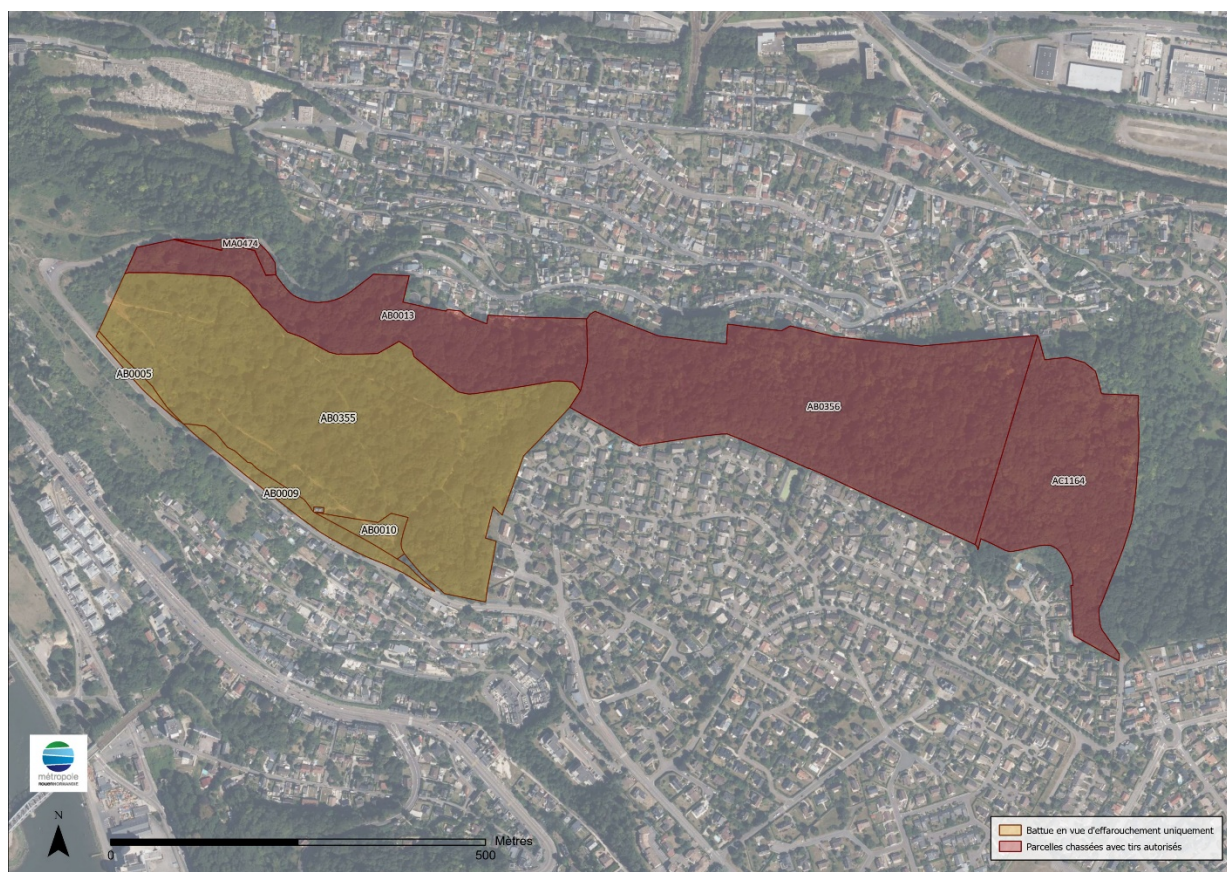 MA0474
AB0013
AB0005
AB0355
AB0356
AC1164
AB0009
AB0010
métropole
ROUENNORMANDIE
N
Mètres
0 500
Battue en vue d'effarouchement uniquement
Parcelles chassées avec tirs autorisés